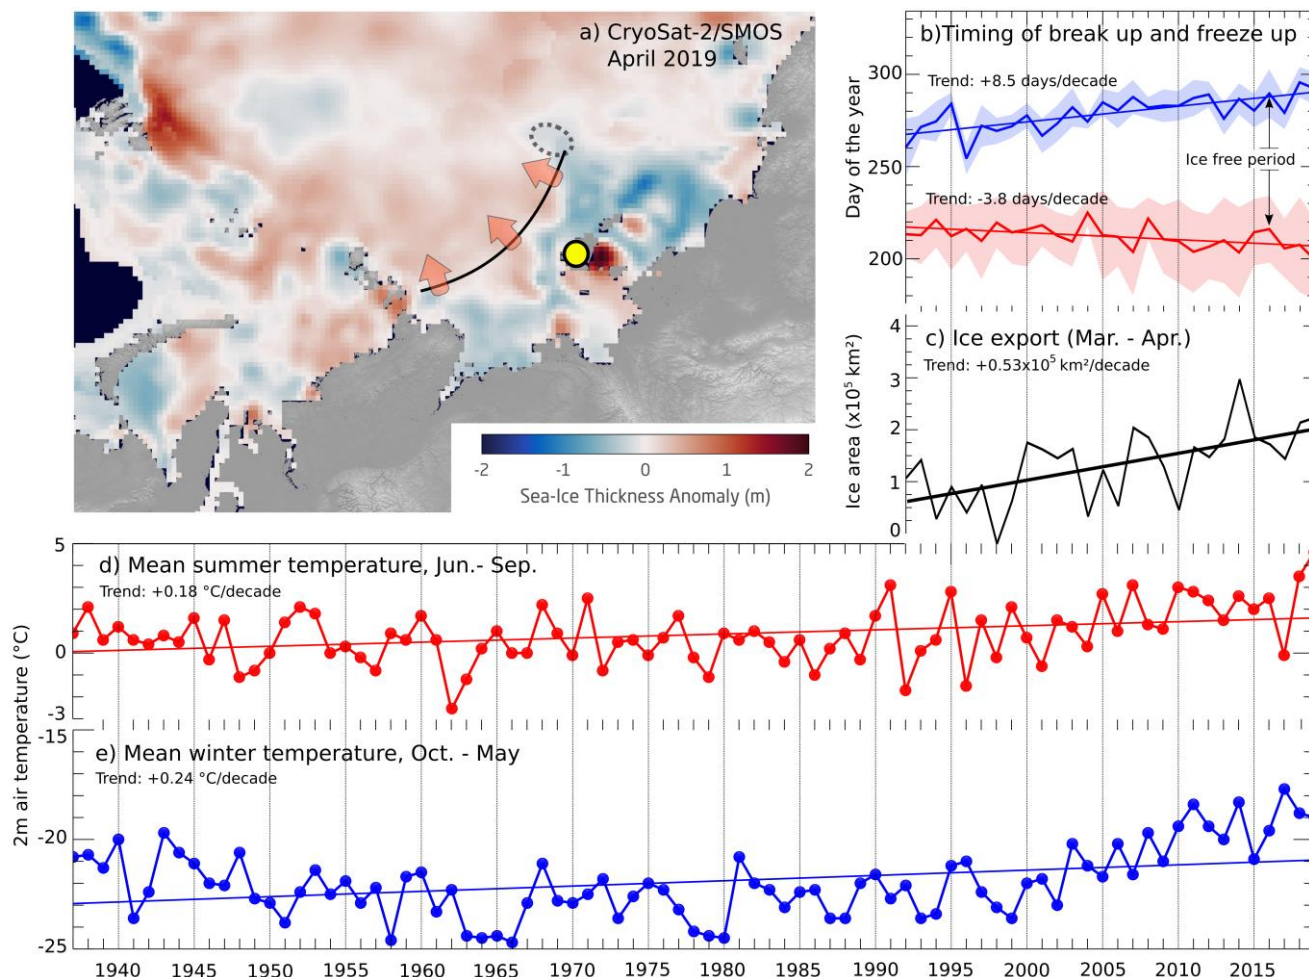 a) CryoSat-2/SMOS
April 2019
-2 -1 0 1 2
Sea-Ice Thickness Anomaly (m)
b)Timing of break up and freeze up
Trend: +8.5 days/decade
Ice free period
Trend: -3.8 days/decade
Day of the year
300
250
200
c) Ice export (Mar. - Apr.)
Trend: +0.53x10⁵ km²/decade
Ice area (x10⁵ km²)
4
3
2
1
0
d) Mean summer temperature, Jun.- Sep.
Trend: +0.18 °C/decade
5
0
-3
2m air temperature (°C)
e) Mean winter temperature, Oct. - May
Trend: +0.24 °C/decade
-15
-20
-25
1940 1945 1950 1955 1960 1965 1970 1975 1980 1985 1990 1995 2000 2005 2010 2015